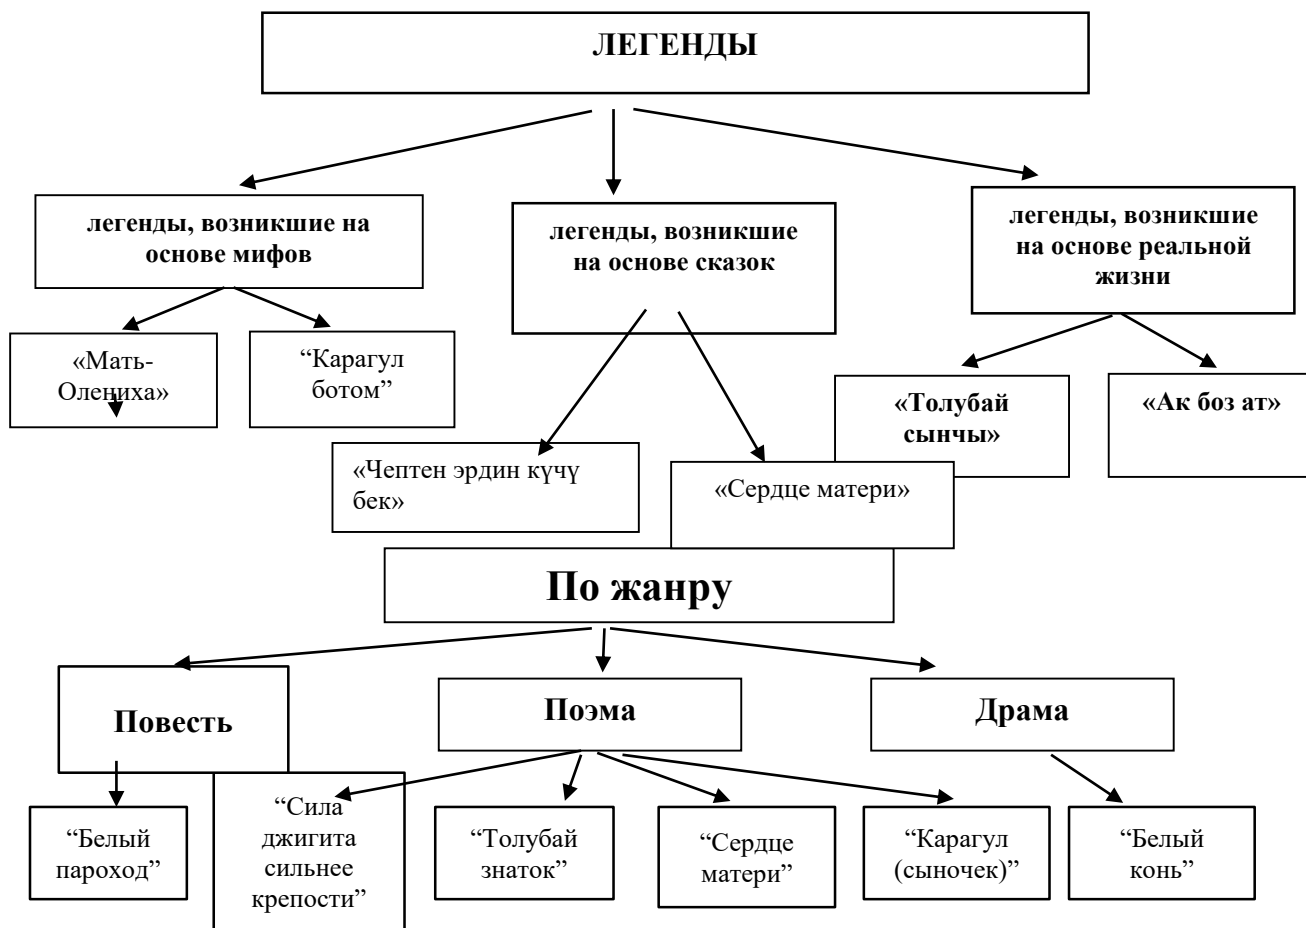 ЛЕГЕНДЫ
легенды, возникшие на
основе мифов
легенды, возникшие
на основе сказок
легенды, возникшие
на основе реальной
жизни
«Мать-
Олениха»
“Карагул
ботом”
«Толубай
сынчы»
«Ак боз ат»
«Чептен эрдин күчү
бек»
«Сердце матери»
По жанру
Повесть
Поэма
Драма
“Белый
пароход”
“Сила
джигита
сильнее
крепости”
“Толубай
знаток”
“Сердце
матери”
“Карагул
(сыночек)”
“Белый
конь”